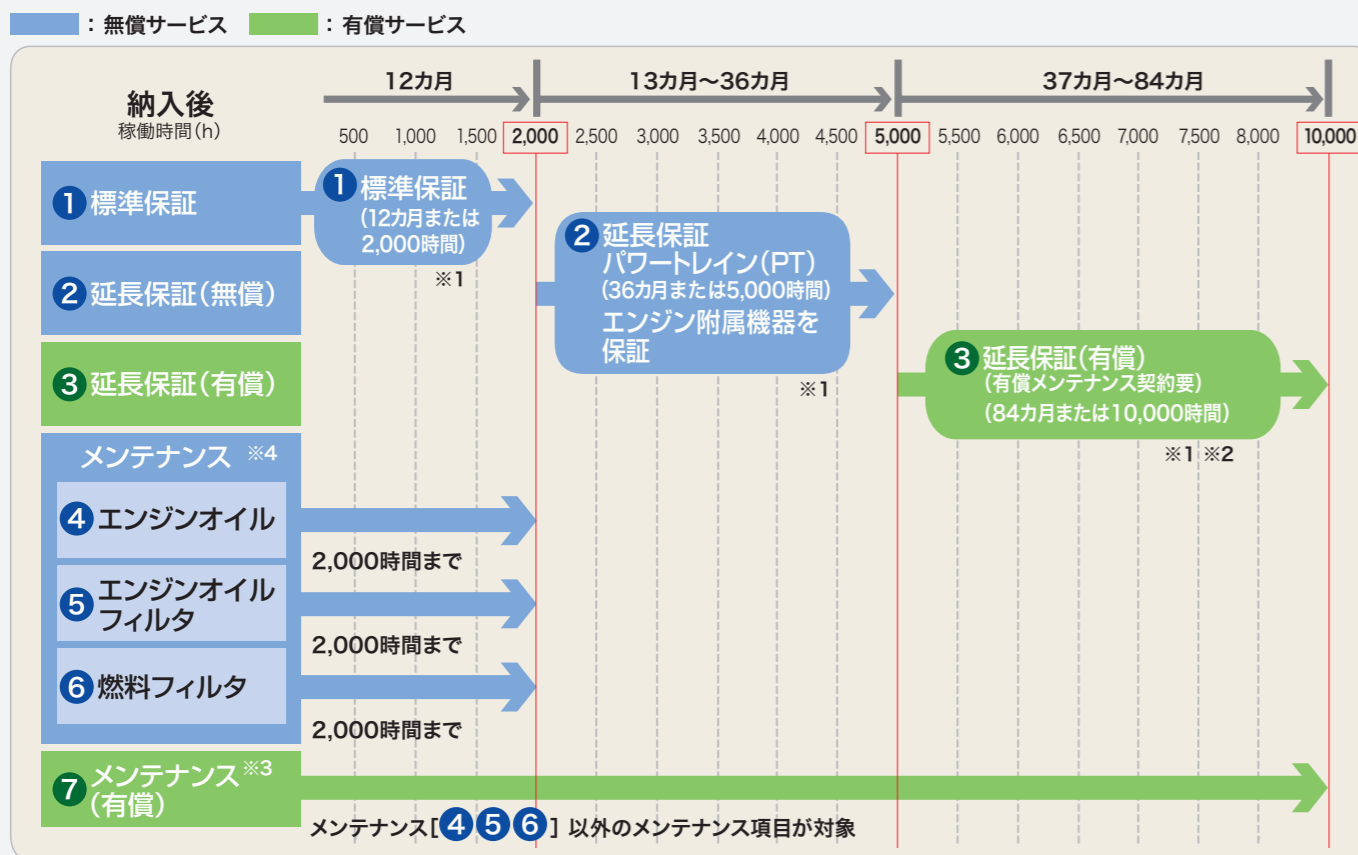 ：無償サービス
：有償サービス
12カ月
13カ月～36カ月
37カ月～84カ月
納入後
稼働時間(h)
500 1,000 1,500 2,000 2,500 3,000 3,500 4,000 4,500 5,000 5,500 6,000 6,500 7,000 7,500 8,000 10,000
1 標準保証
1 標準保証
(12カ月または
2,000時間)
※1
2 延長保証(無償)
2 延長保証
パワートレイン(PT)
(36カ月または5,000時間)
エンジン附属機器を
保証
※1
3 延長保証(有償)
3 延長保証(有償)
(有償メンテナンス契約要)
(84カ月または10,000時間)
※1 ※2
メンテナンス ※4
4 エンジンオイル
2,000時間まで
5 エンジンオイル
フィルタ
2,000時間まで
6 燃料フィルタ
2,000時間まで
7 メンテナンス※3
(有償)
メンテナンス[4 5 6] 以外のメンテナンス項目が対象